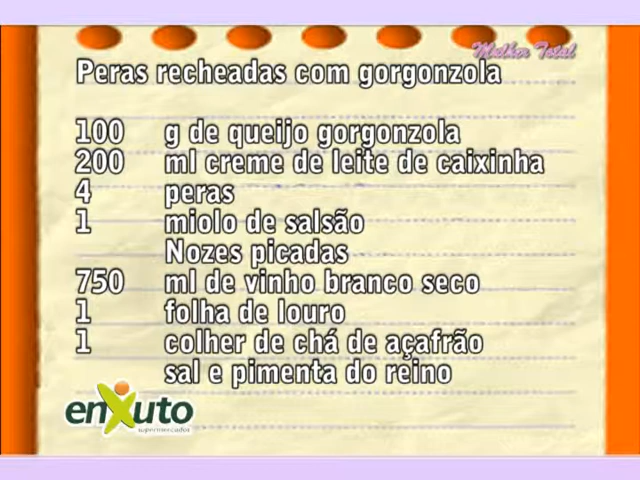 Mulher Total
Peras recheadas com gorgonzola
100 g de queijo gorgonzola
200 ml creme de leite de caixinha
4 peras
1 miolo de salsão
Nozes picadas
750 ml de vinho branco seco
1 folha de louro
1 colher de chá de açafrão
sal e pimenta do reino
enxuto
supermercados